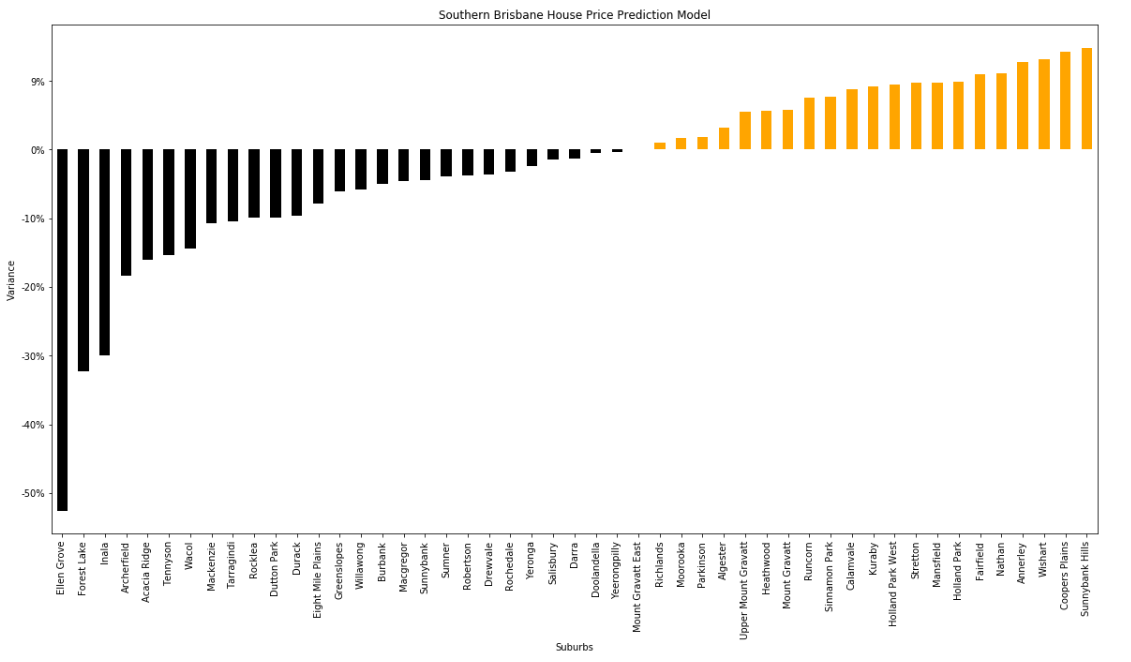 Southern Brisbane House Price Prediction Model
9%
0%
-10%
-20%
-30%
-40%
-50%
Variance
Ellen Grove
Forest Lake
Inala
Archerfield
Acacia Ridge
Tennyson
Wacol
Mackenzie
Tarragindi
Rocklea
Dutton Park
Durack
Eight Mile Plains
Greenslopes
Willawong
Burbank
Macgregor
Sunnybank
Sumner
Robertson
Drewvale
Rochedale
Yeronga
Salisbury
Darra
Doolandella
Yeerongpilly
Mount Gravatt East
Richlands
Moorooka
Parkinson
Algester
Upper Mount Gravatt
Heathwood
Mount Gravatt
Runcorn
Sinnamon Park
Calamvale
Kuraby
Holland Park West
Stretton
Mansfield
Holland Park
Fairfield
Nathan
Annerley
Wishart
Coopers Plains
Sunnybank Hills
Suburbs